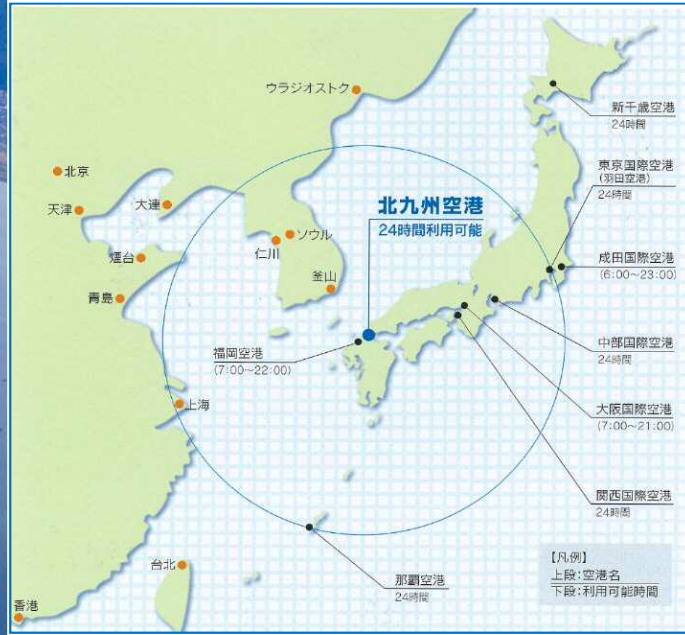 ウラジオストク
新千歳空港
24時間
北京
東京国際空港
(羽田空港)
24時間
天津
大連
北九州空港
24時間利用可能
ソウル
仁川
煙台
成田国際空港
(6:00～23:00)
釜山
青島
福岡空港
(7:00～22:00)
中部国際空港
24時間
上海
大阪国際空港
(7:00～21:00)
関西国際空港
24時間
台北
那覇空港
24時間
【凡例】
上段:空港名
下段:利用可能時間
香港